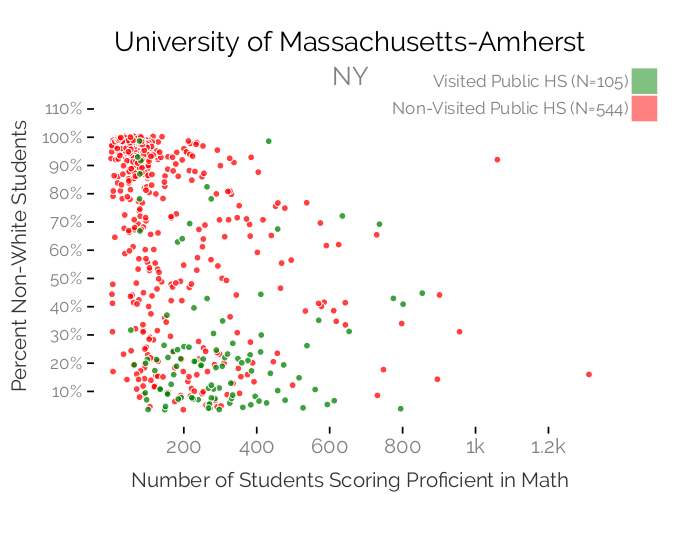 University of Massachusetts-Amherst
NY
Visited Public HS (N=105)
Non-Visited Public HS (N=544)
Percent Non-White Students
110%
100%
90%
80%
70%
60%
50%
40%
30%
20%
10%
200 400 600 800 1k 1.2k
Number of Students Scoring Proficient in Math